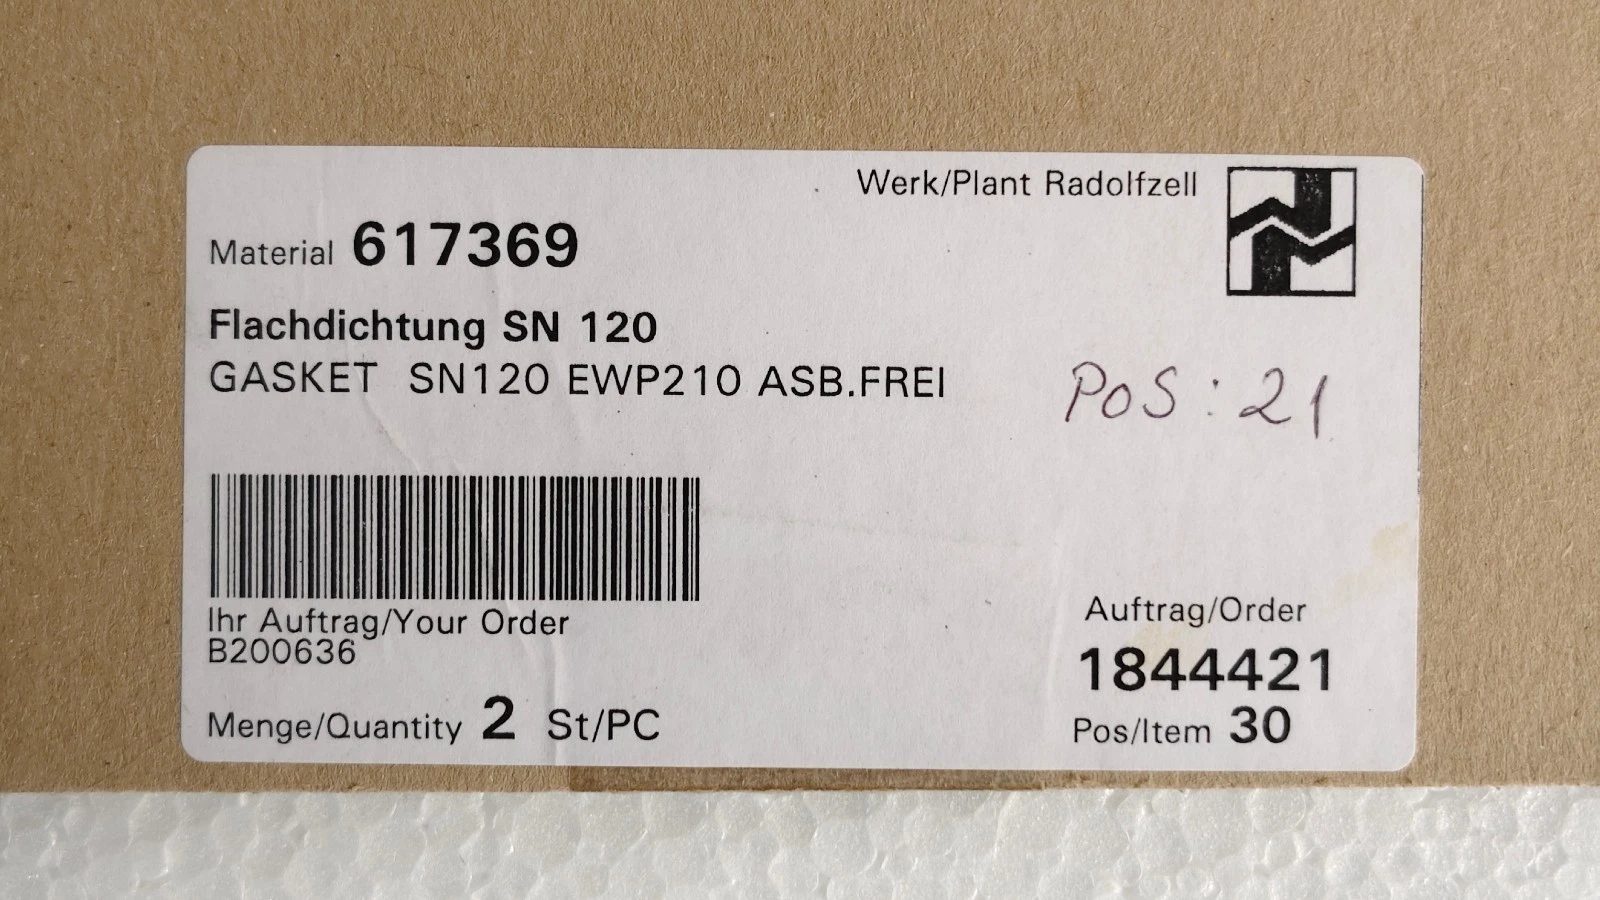 Werk/Plant Radolfzell
Material 617369
Flachdichtung SN 120
GASKET SN120 EWP210 ASB.FREI
POS : 21
Ihr Auftrag/Your Order
B200636
Auftrag/Order
1844421
Menge/Quantity 2 St/PC
Pos/Item 30